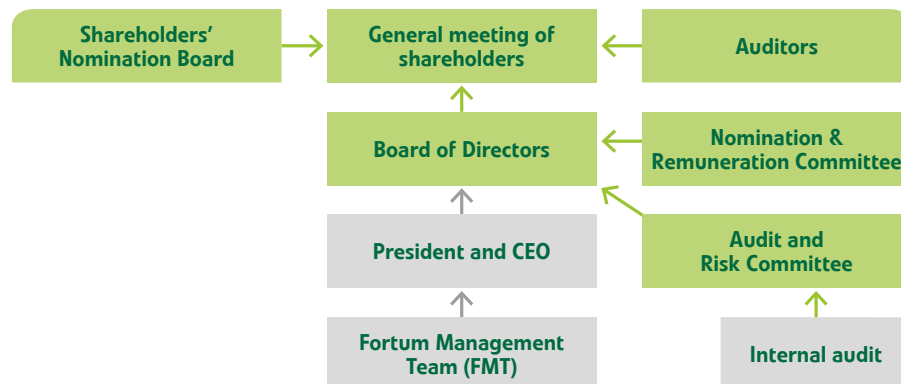 Shareholders’
Nomination Board
General meeting of
shareholders
Auditors
Board of Directors
Nomination &
Remuneration Committee
President and CEO
Audit and
Risk Committee
Fortum Management
Team (FMT)
Internal audit